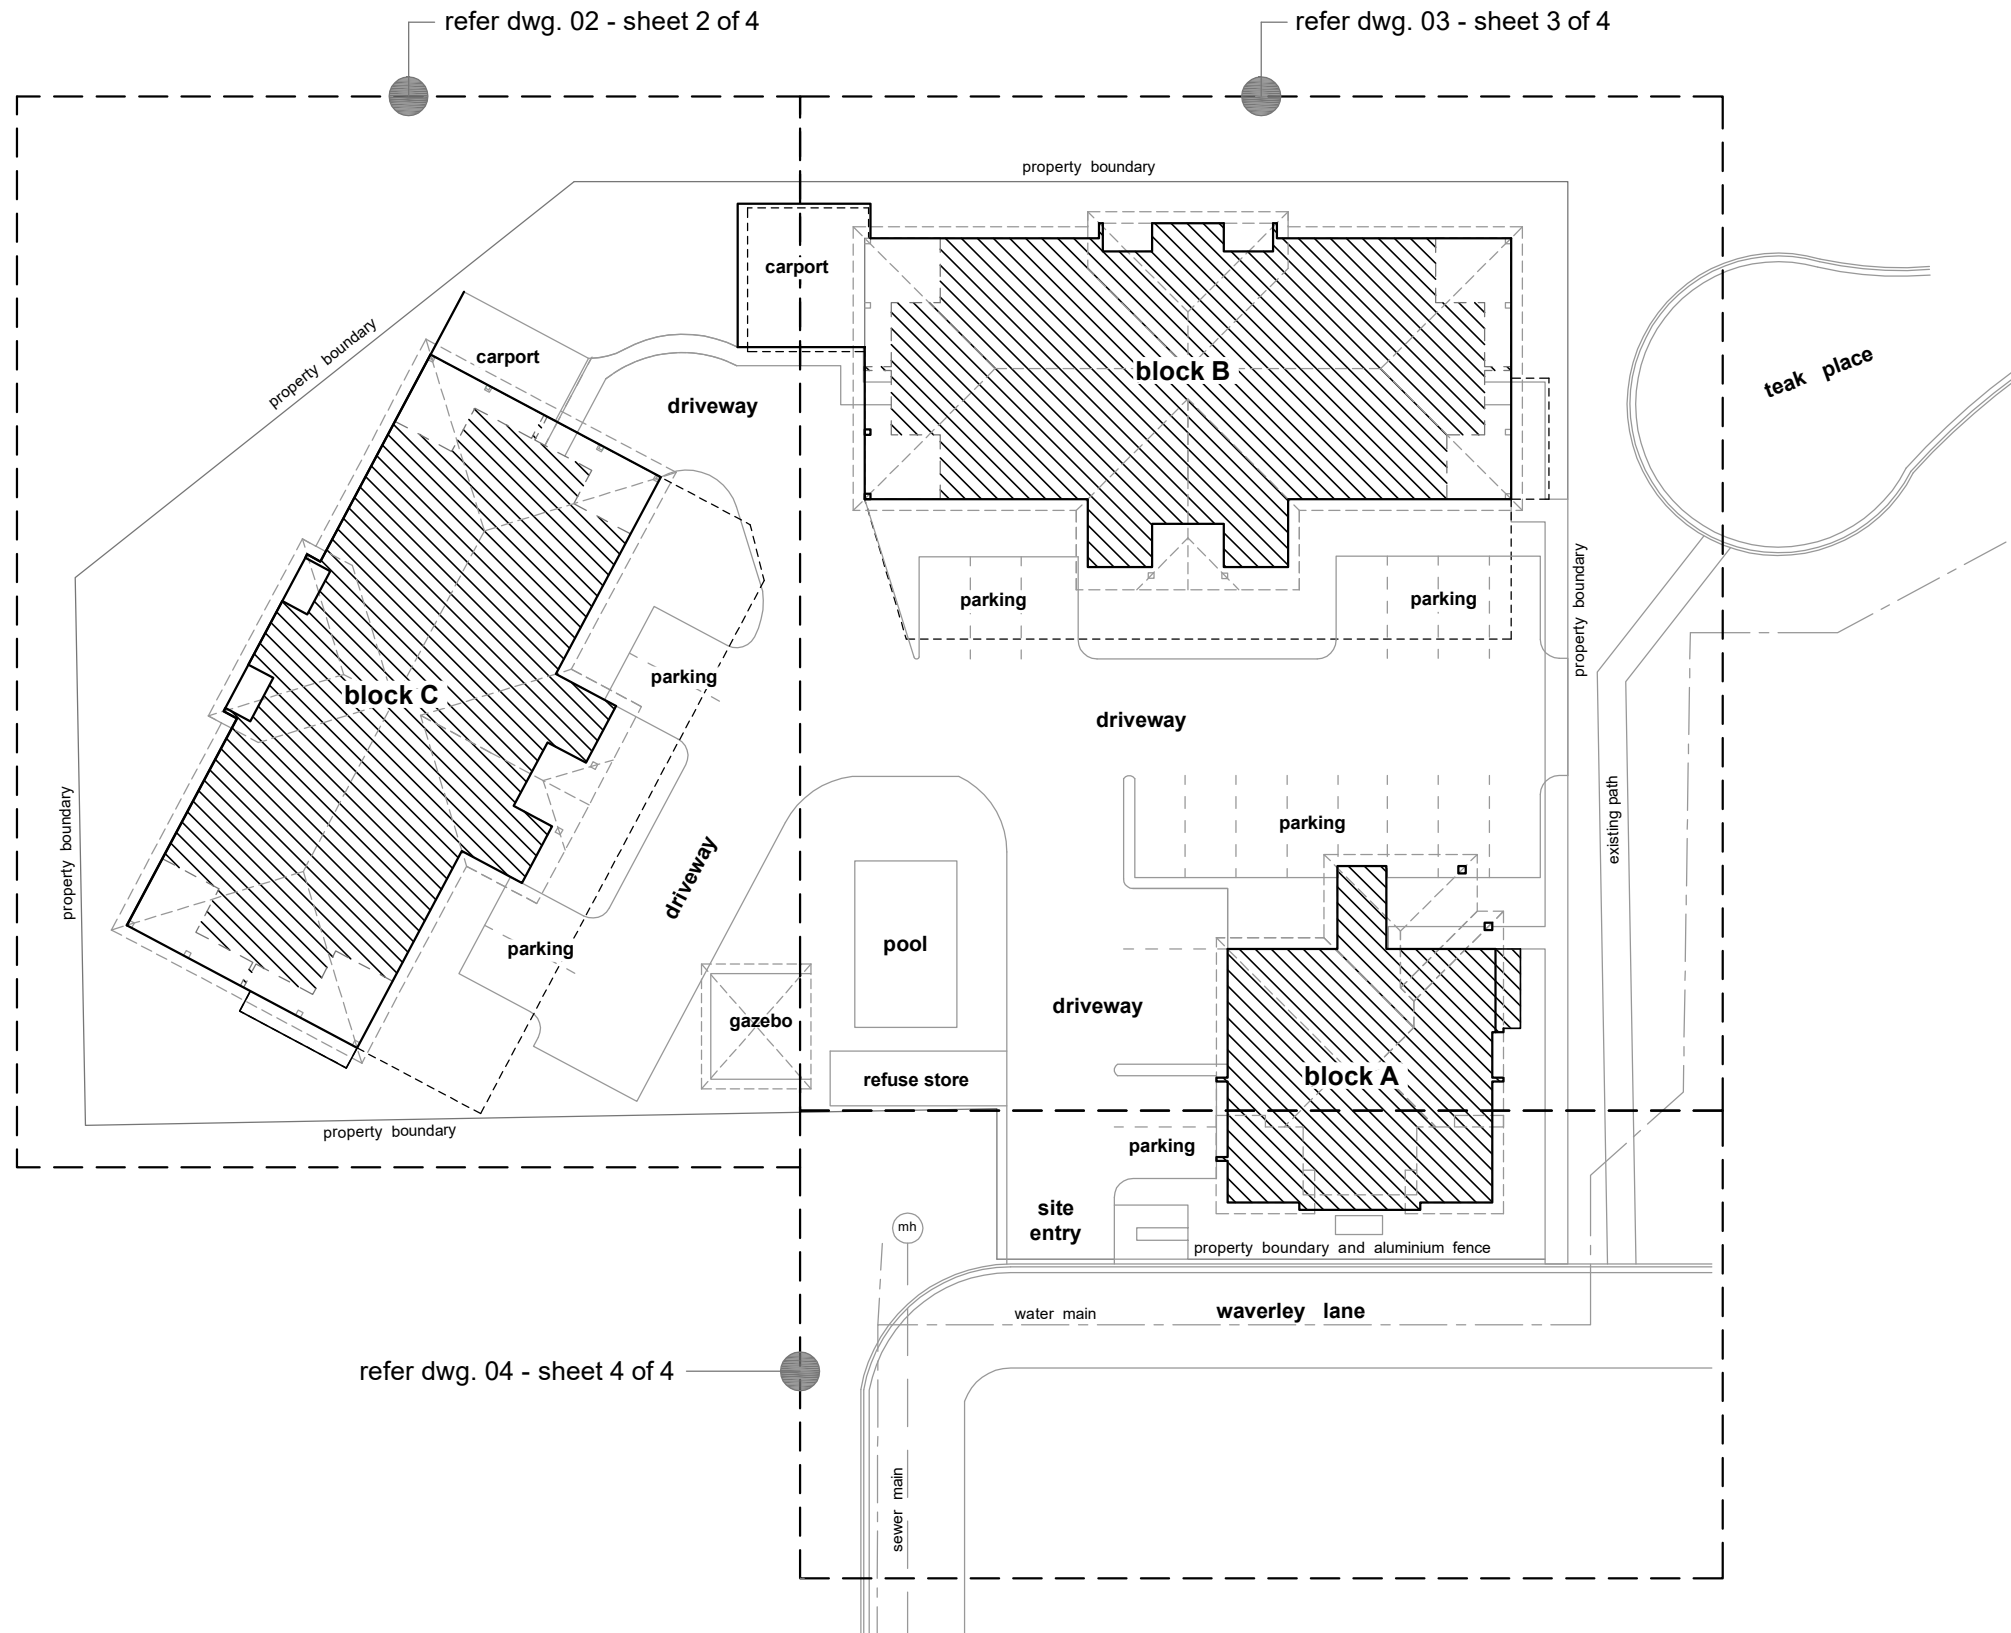 refer dwg. 02 - sheet 2 of 4
refer dwg. 03 - sheet 3 of 4
property boundary
carport
property boundary
carport
driveway
block B
teak place
parking
parking
property boundary
parking
block C
driveway
property boundary
existing path
parking
driveway
parking
pool
driveway
gazebo
refuse store
block A
property boundary
parking
site
entry
mh
property boundary and aluminium fence
water main
waverley lane
refer dwg. 04 - sheet 4 of 4
sewer main